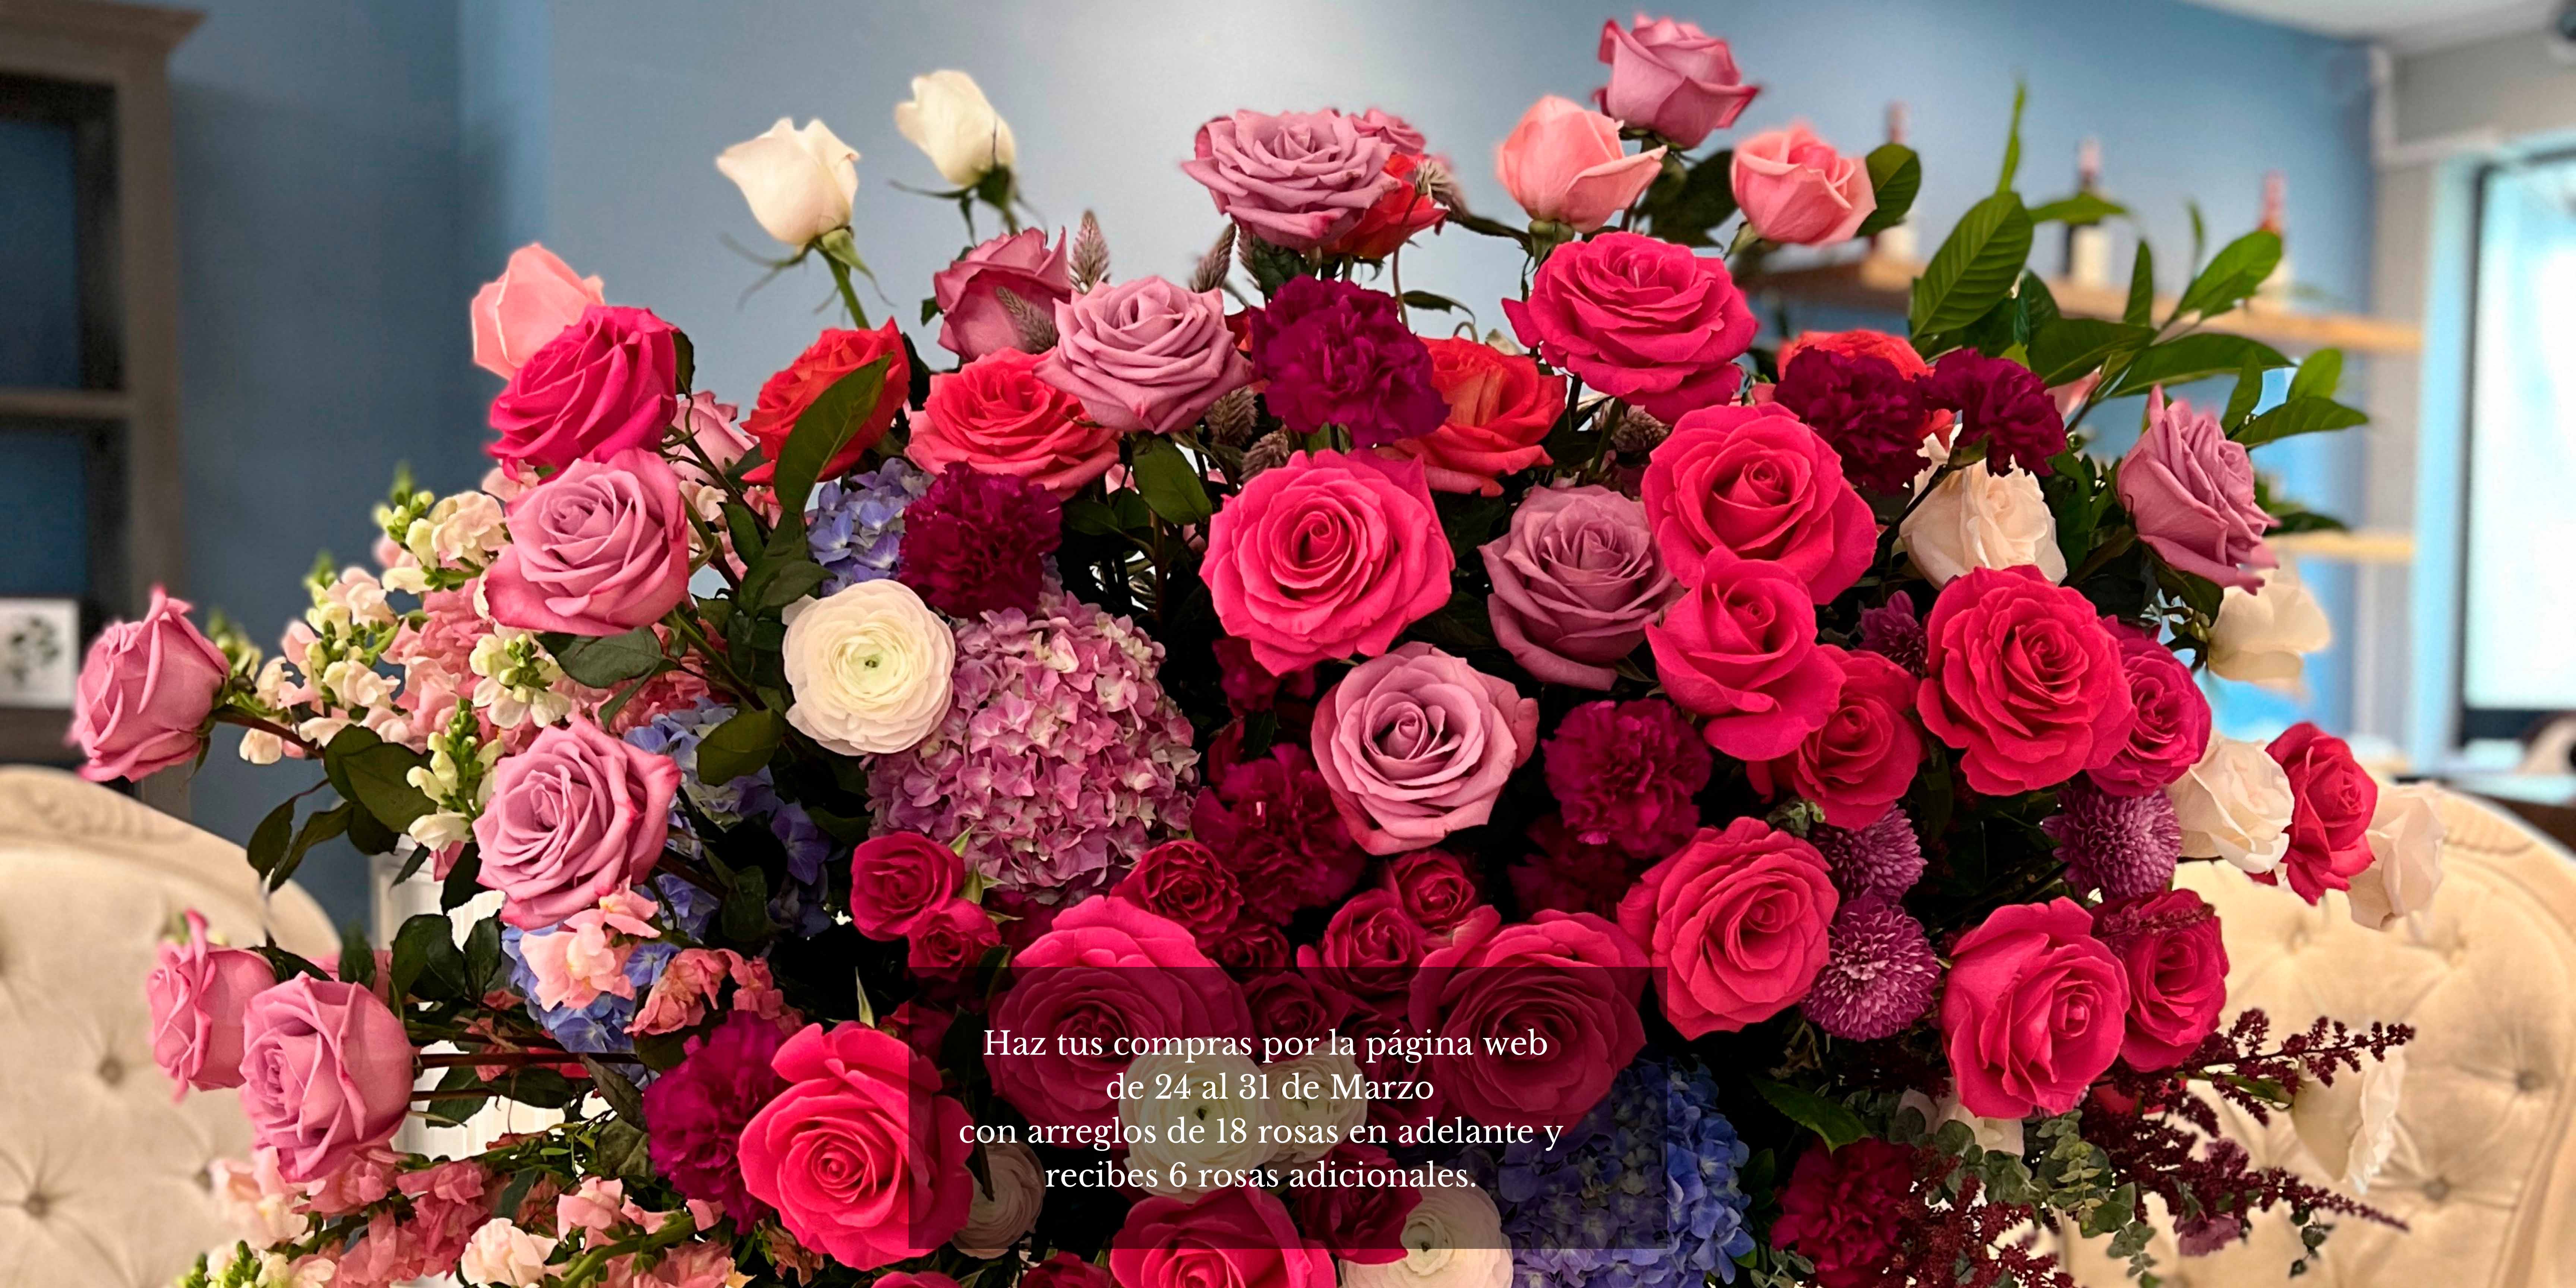 Haz tus compras por la página web
de 24 al 31 de Marzo
con arreglos de 18 rosas en adelante y
recibes 6 rosas adicionales.